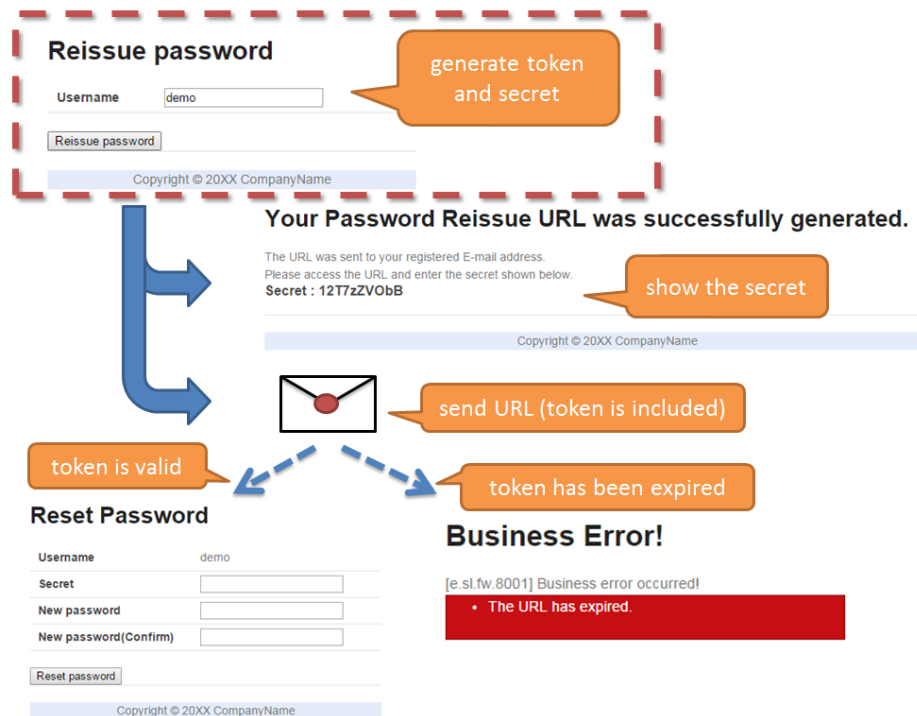 Reissue password
generate token
and secret
Username demo
Reissue password
Copyright © 20XX CompanyName
Your Password Reissue URL was successfully generated.
The URL was sent to your registered E-mail address.
Please access the URL and enter the secret shown below.
Secret : 12T7zZVObB
show the secret
Copyright © 20XX CompanyName
send URL (token is included)
token is valid
token has been expired
Reset Password
Username demo
Secret
New password
New password(Confirm)
Reset password
Copyright © 20XX CompanyName
Business Error!
[e.sl.fw.8001] Business error occurred!
• The URL has expired.